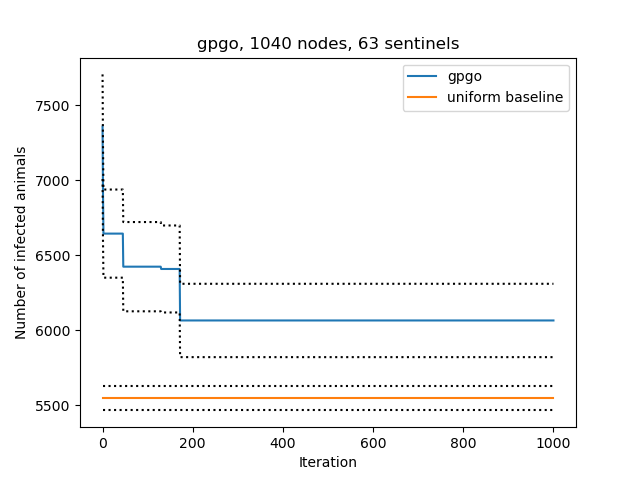 gpgo, 1040 nodes, 63 sentinels
gpgo
uniform baseline
Number of infected animals
7500
7000
6500
6000
5500
0 200 400 600 800 1000
Iteration